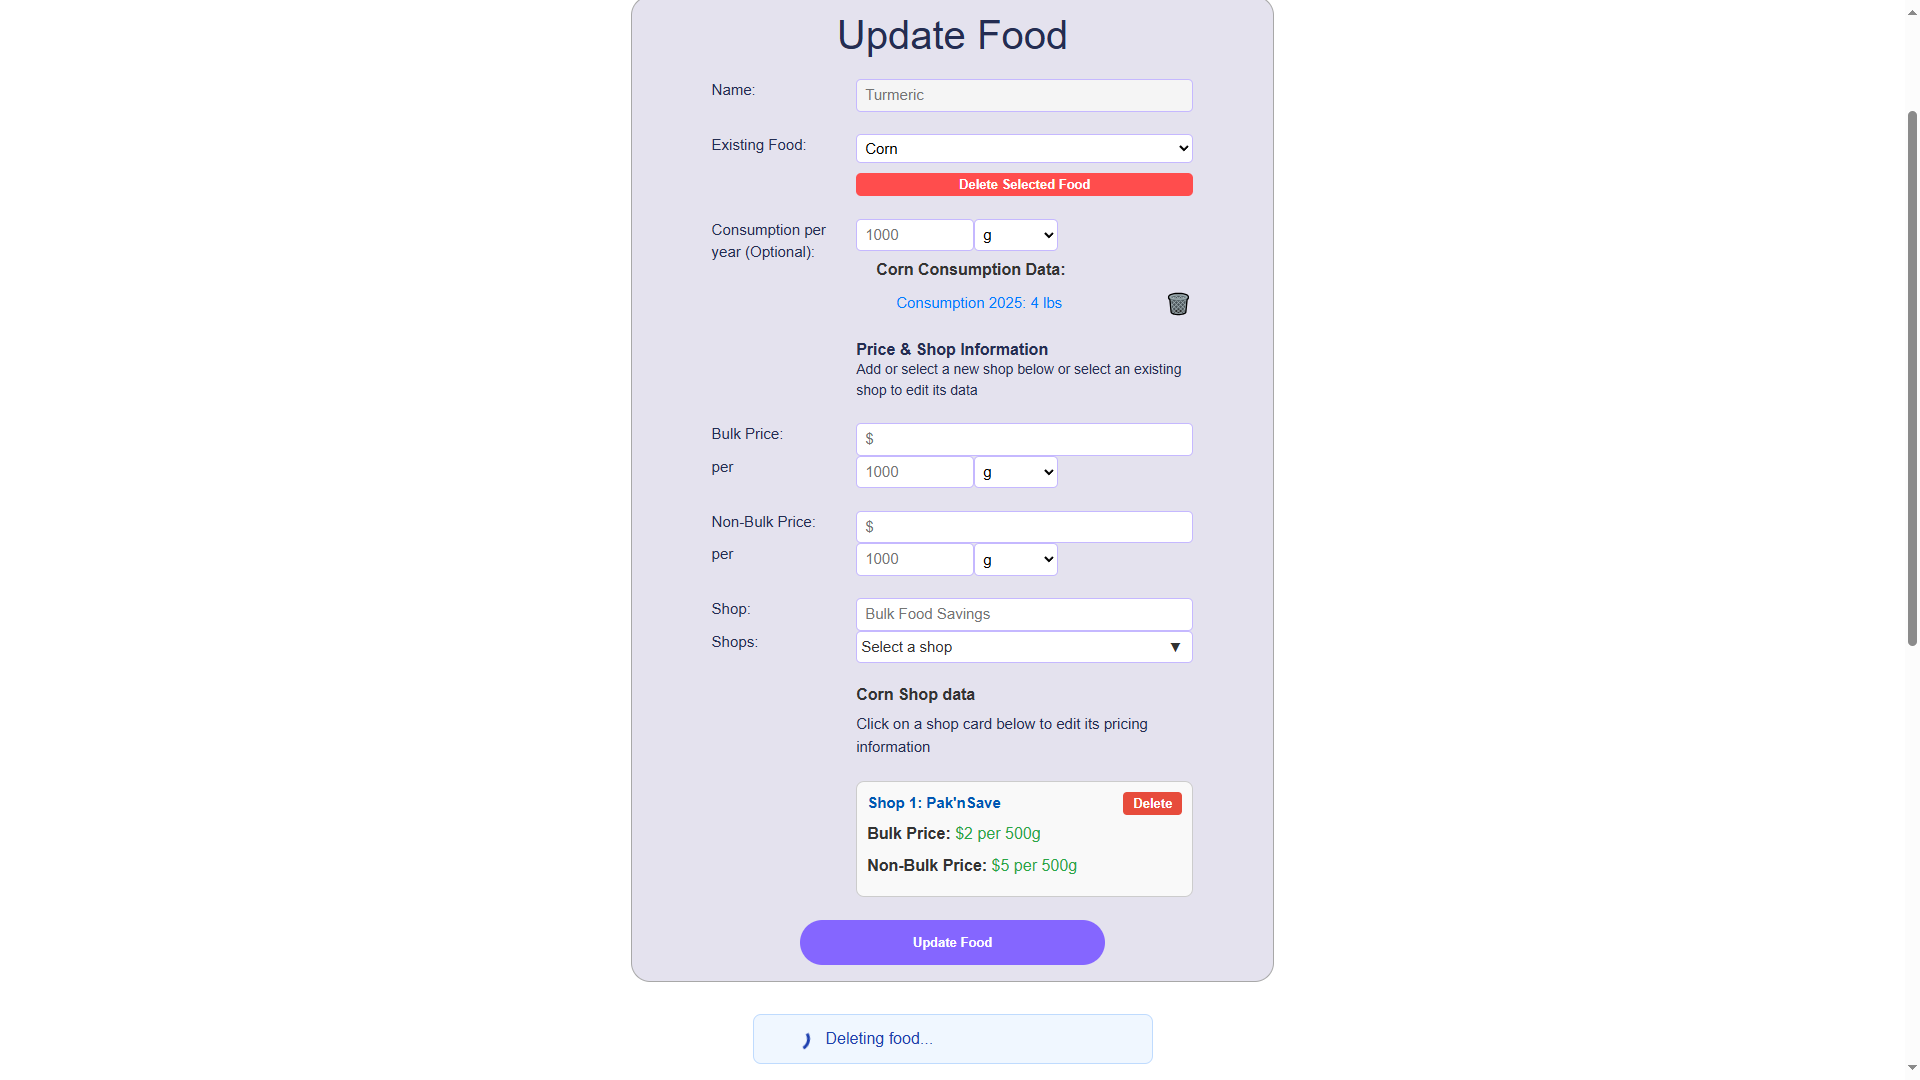 Update Food
Name:
Turmeric
Existing Food:
Corn
Delete Selected Food
Consumption per
year (Optional):
1000
g
Corn Consumption Data:
Consumption 2025: 4 lbs
Price & Shop Information
Add or select a new shop below or select an existing
shop to edit its data
Bulk Price:
$
per
1000
g
Non-Bulk Price:
$
per
1000
g
Shop:
Bulk Food Savings
Shops:
Select a shop
Corn Shop data
Click on a shop card below to edit its pricing
information
Shop 1: Pak'nSave
Delete
Bulk Price: $2 per 500g
Non-Bulk Price: $5 per 500g
Update Food
Deleting food...